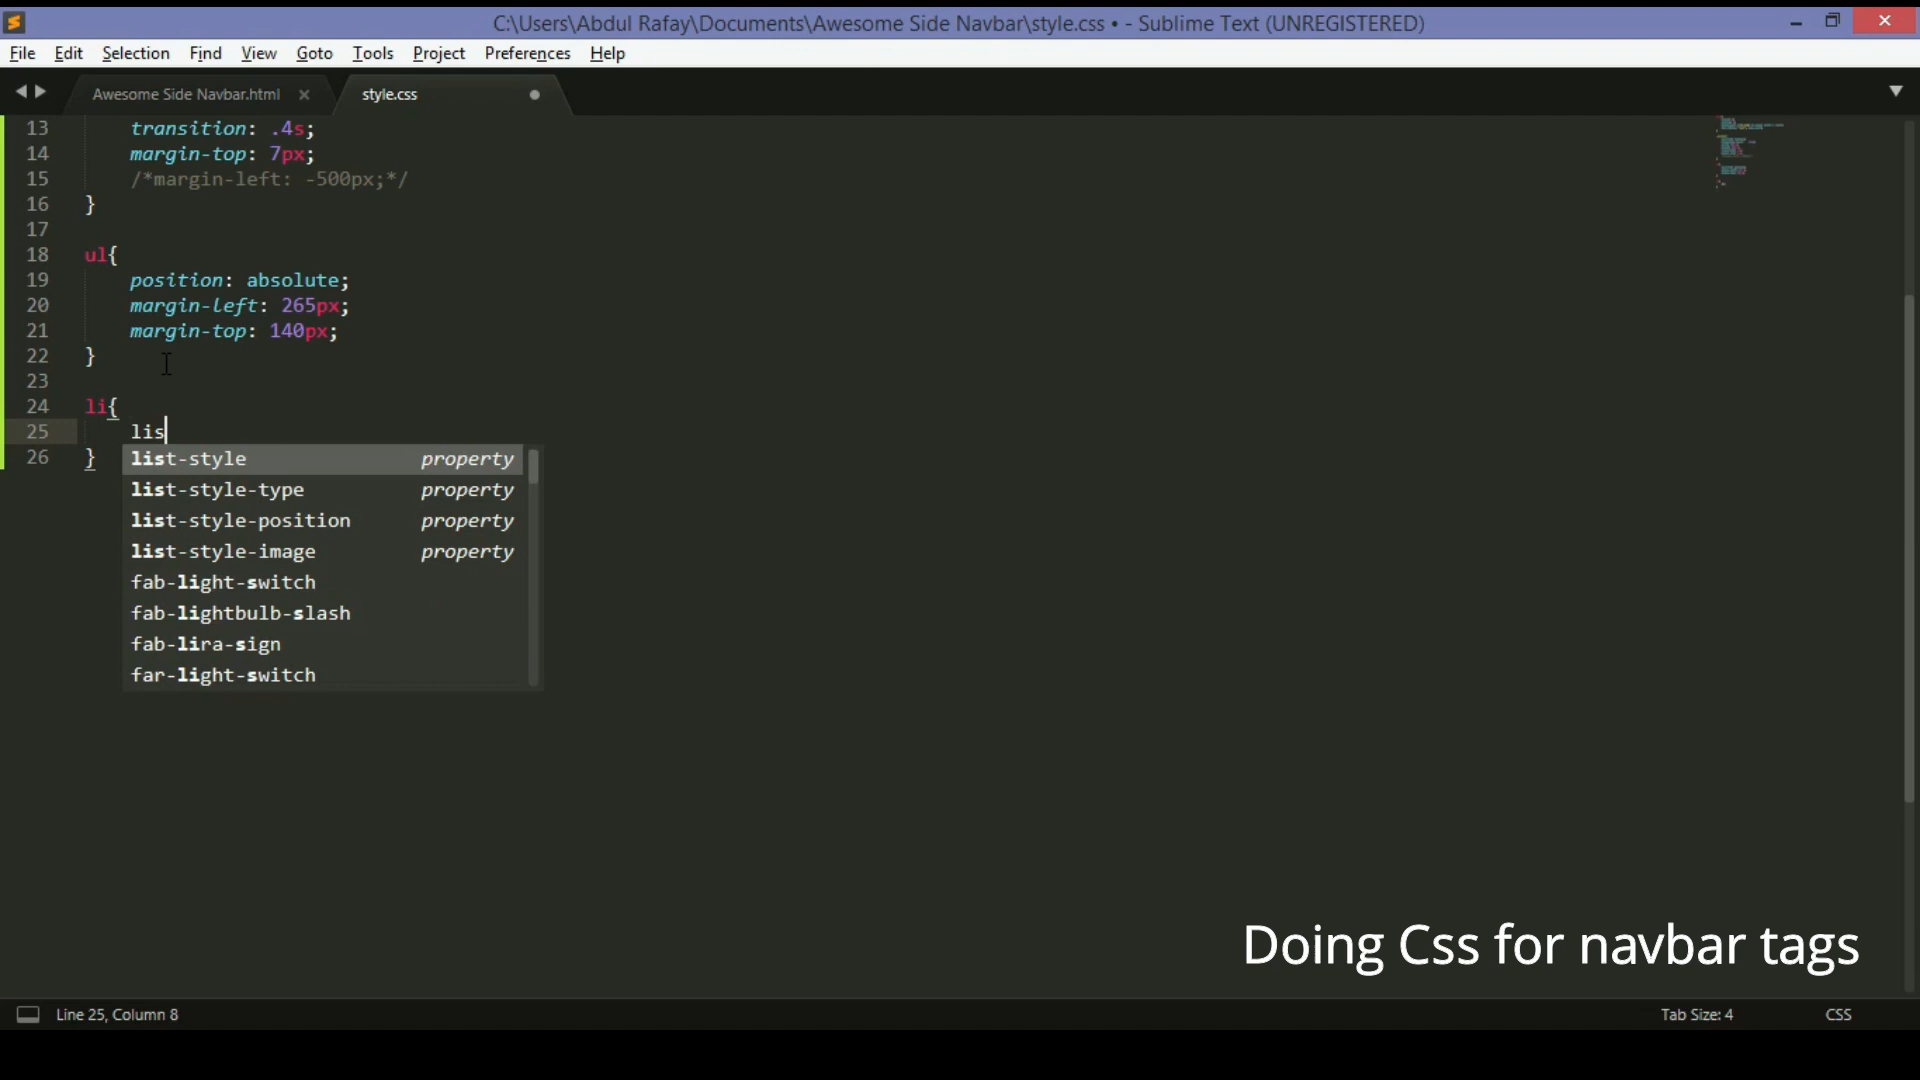 C:\Users\Abdul Rafay\Documents\Awesome Side Navbar\style.css • - Sublime Text (UNREGISTERED)
File Edit Selection Find View Goto Tools Project Preferences Help
Awesome Side Navbar.html style.css
13 transition: .4s;
14 margin-top: 7px;
15 /*margin-left: -500px;*/
16 }
17
18 ul{
19 position: absolute;
20 margin-left: 265px;
21 margin-top: 140px;
22 }
23
24 li{
25 lis
26 }
list-style property
list-style-type property
list-style-position property
list-style-image property
fab-light-switch
fab-lightbulb-slash
fab-lira-sign
far-light-switch
Doing Css for navbar tags
Line 25, Column 8 Tab Size: 4 CSS